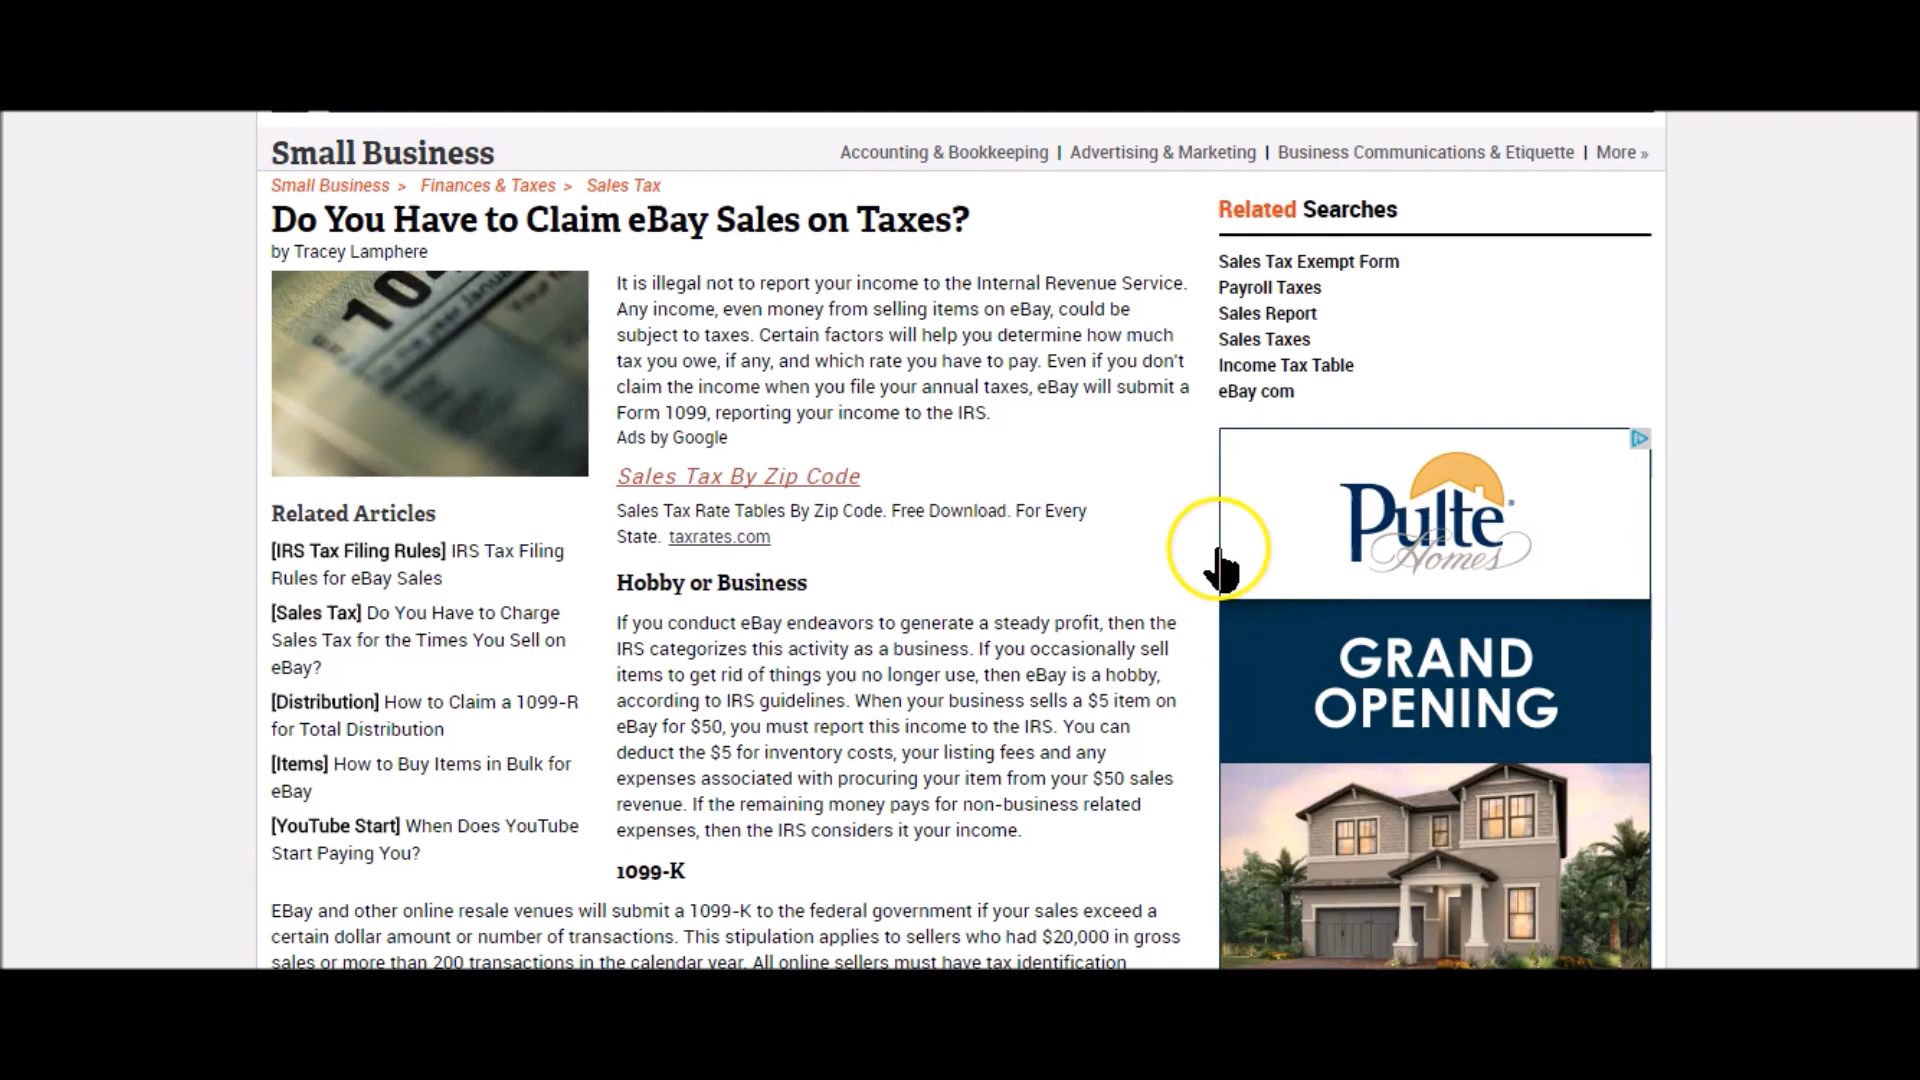 Small Business
Accounting & Bookkeeping | Advertising & Marketing | Business Communications & Etiquette | More »
Small Business > Finances & Taxes > Sales Tax
Do You Have to Claim eBay Sales on Taxes?
by Tracey Lamphere
It is illegal not to report your income to the Internal Revenue Service.
Any income, even money from selling items on eBay, could be
subject to taxes. Certain factors will help you determine how much
tax you owe, if any, and which rate you have to pay. Even if you don't
claim the income when you file your annual taxes, eBay will submit a
Form 1099, reporting your income to the IRS.
Ads by Google
Sales Tax By Zip Code
Sales Tax Rate Tables By Zip Code. Free Download. For Every
State. taxrates.com
Related Articles
[IRS Tax Filing Rules] IRS Tax Filing
Rules for eBay Sales
[Sales Tax] Do You Have to Charge
Sales Tax for the Times You Sell on
eBay?
[Distribution] How to Claim a 1099-R
for Total Distribution
[Items] How to Buy Items in Bulk for
eBay
[YouTube Start] When Does YouTube
Start Paying You?
Hobby or Business
If you conduct eBay endeavors to generate a steady profit, then the
IRS categorizes this activity as a business. If you occasionally sell
items to get rid of things you no longer use, then eBay is a hobby,
according to IRS guidelines. When your business sells a $5 item on
eBay for $50, you must report this income to the IRS. You can
deduct the $5 for inventory costs, your listing fees and any
expenses associated with procuring your item from your $50 sales
revenue. If the remaining money pays for non-business related
expenses, then the IRS considers it your income.
1099-K
EBay and other online resale venues will submit a 1099-K to the federal government if your sales exceed a
certain dollar amount or number of transactions. This stipulation applies to sellers who had $20,000 in gross
sales or more than 200 transactions in the calendar year. All online sellers must have tax identification
Related Searches
Sales Tax Exempt Form
Payroll Taxes
Sales Report
Sales Taxes
Income Tax Table
eBay com
Pulte
Homes
GRAND
OPENING